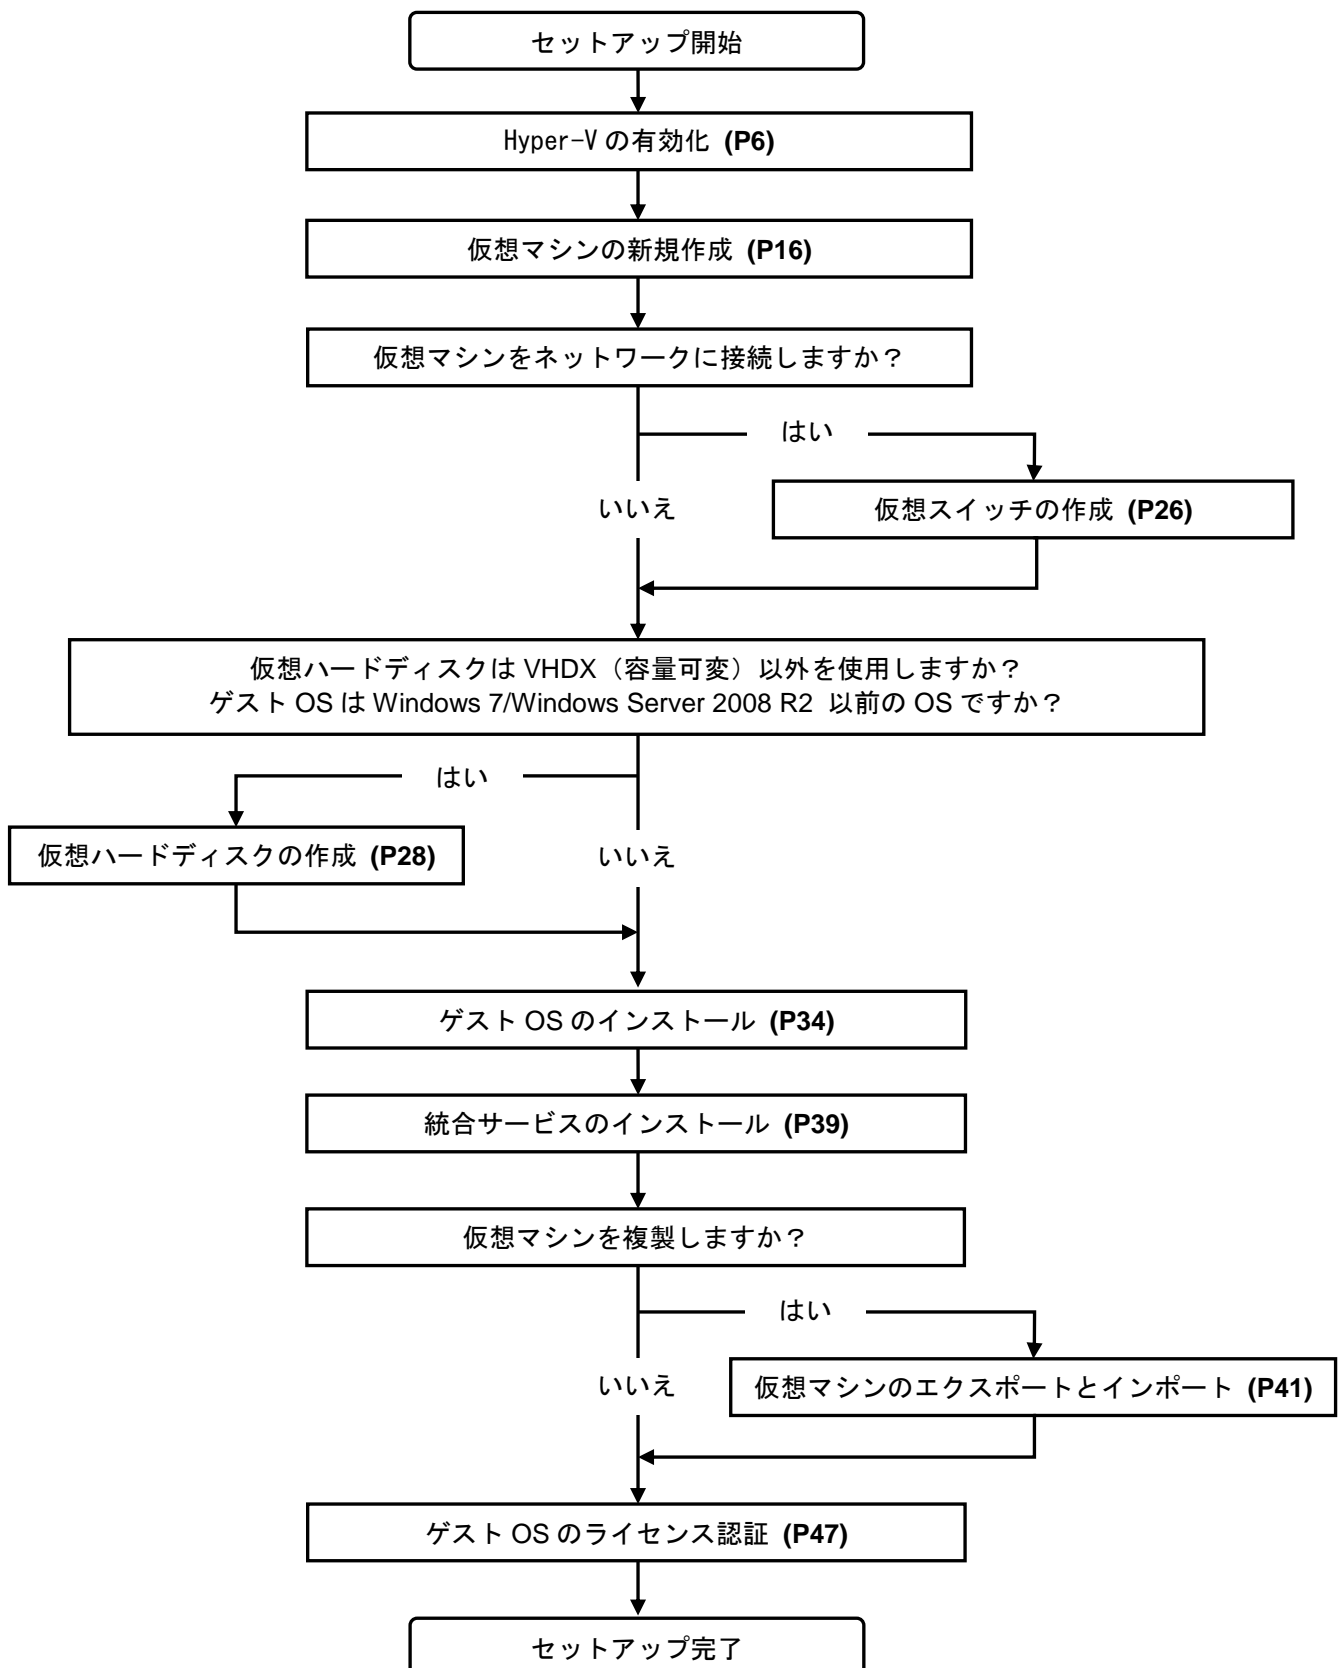 セットアップ開始
Hyper-V の有効化 (P6)
仮想マシンの新規作成 (P16)
仮想マシンをネットワークに接続しますか？
はい
いいえ
仮想スイッチの作成 (P26)
仮想ハードディスクは VHDX（容量可変）以外を使用しますか？
ゲスト OS は Windows 7/Windows Server 2008 R2 以前の OS ですか？
はい
仮想ハードディスクの作成 (P28)
いいえ
ゲスト OS のインストール (P34)
統合サービスのインストール (P39)
仮想マシンを複製しますか？
はい
いいえ
仮想マシンのエクスポートとインポート (P41)
ゲスト OS のライセンス認証 (P47)
セットアップ完了